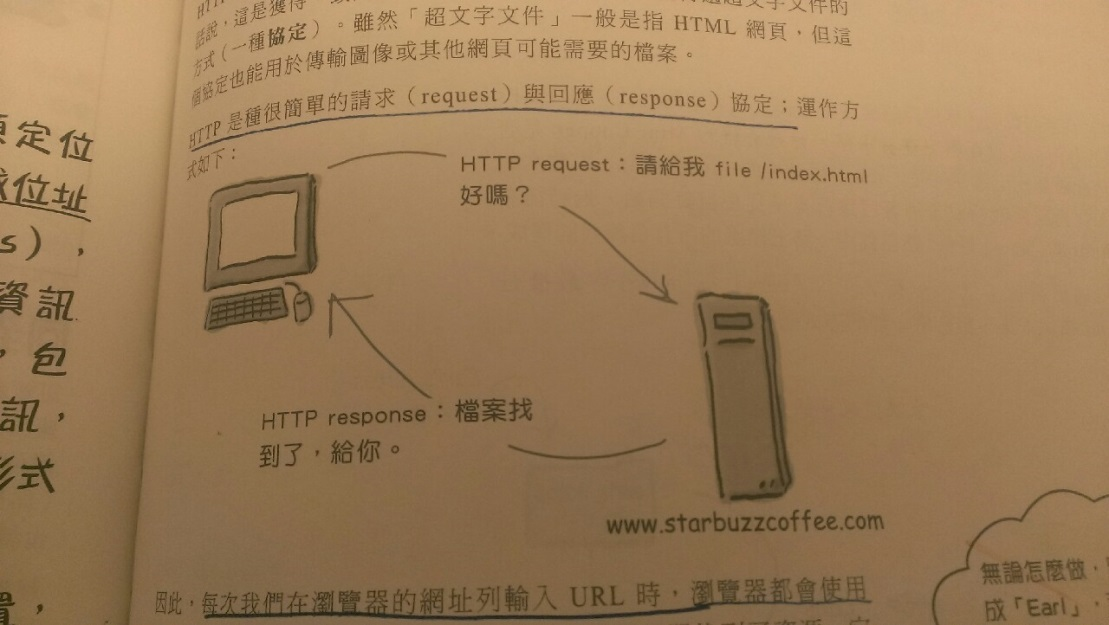 原定位
位址
s），
資訊
，包
訊，
形式
話說，這是獲得
方式（一種協定）。雖然「超文字文件」一般是指 HTML 網頁，但這
個協定也能用於傳輸圖像或其他網頁可能需要的檔案。
HTTP 是種很簡單的請求（request）與回應（response）協定；運作方
式如下：
HTTP request：請給我 file /index.html
好嗎？
HTTP response：檔案找
到了，給你。
www.starbuzzcoffee.com
因此，每次我們在瀏覽器的網址列輸入 URL 時，瀏覽器都會使用
無論怎麼做，
成「Earl」，